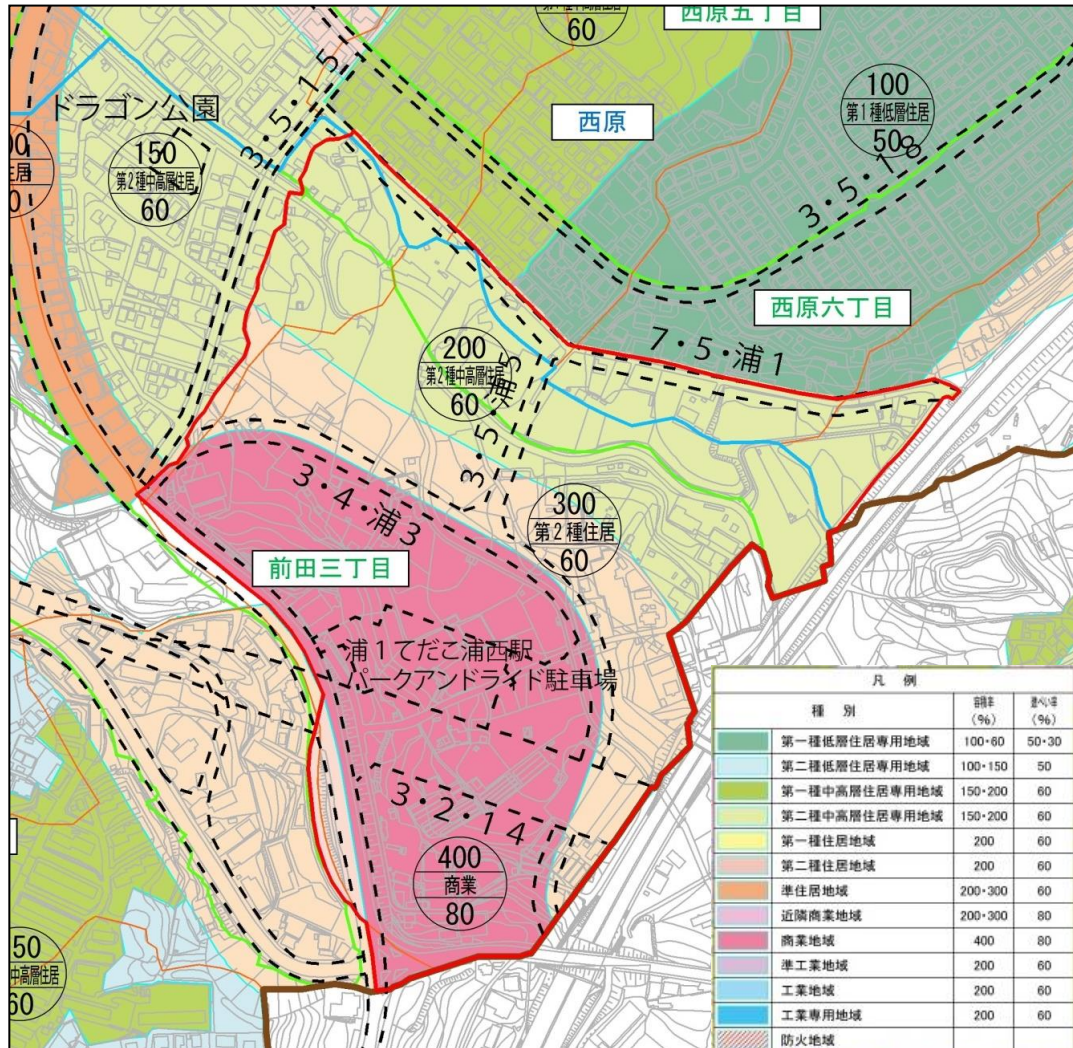 西原五丁目
60
100
第1種低層住居
50
西原
ドラゴン公園
3・5・15
150
第2種中高層住居
60
住居
3・5・18
西原六丁目
7・5・浦1
200
第2種中高層住居
60
3・5・浦5
300
第2種住居
60
3・4・浦3
前田三丁目
浦1てだこ浦西駅
パークアンドライド駐車場
3・2・14
400
商業
80
50
中高層住居
60
凡 例
種 別 容積率(%) 建ぺい率(%)
第一種低層住居専用地域 100・60 50・30
第二種低層住居専用地域 100・150 50
第一種中高層住居専用地域 150・200 60
第二種中高層住居専用地域 150・200 60
第一種住居地域 200 60
第二種住居地域 200 60
準住居地域 200・300 60
近隣商業地域 200・300 80
商業地域 400 80
準工業地域 200 60
工業地域 200 60
工業専用地域 200 60
防火地域